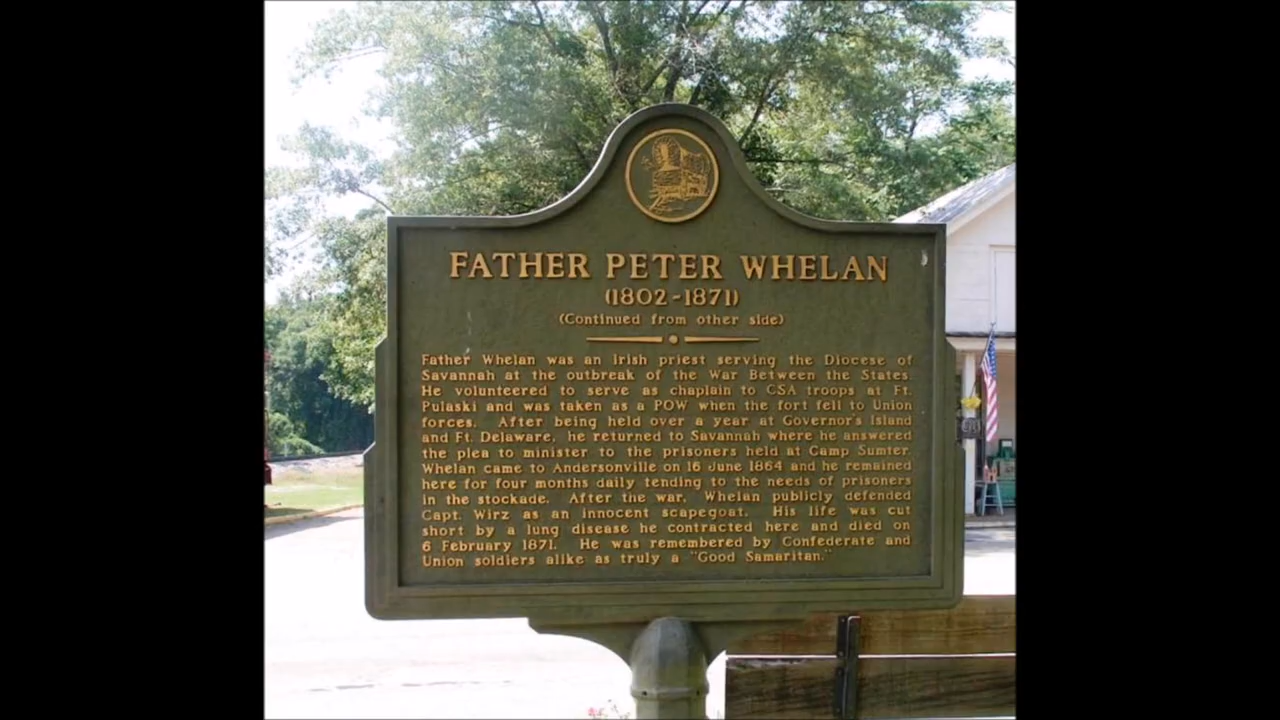 FATHER PETER WHELAN
(1802-1871)
(Continued from other side)
Father Whelan was an Irish priest serving the Diocese of
Savannah at the outbreak of the War Between the States.
He volunteered to serve as chaplain to CSA troops at Ft.
Pulaski and was taken as a POW when the fort fell to Union
forces. After being held over a year at Governor's Island
and Ft. Delaware, he returned to Savannah where he answered
the plea to minister to the prisoners held at Camp Sumter.
Whelan came to Andersonville on 16 June 1864 and he remained
here for four months daily tending to the needs of prisoners
in the stockade. After the war, Whelan publicly defended
Capt. Wirz as an innocent scapegoat. His life was cut
short by a lung disease he contracted here and died on
6 February 1871. He was remembered by Confederate and
Union soldiers alike as truly a "Good Samaritan."